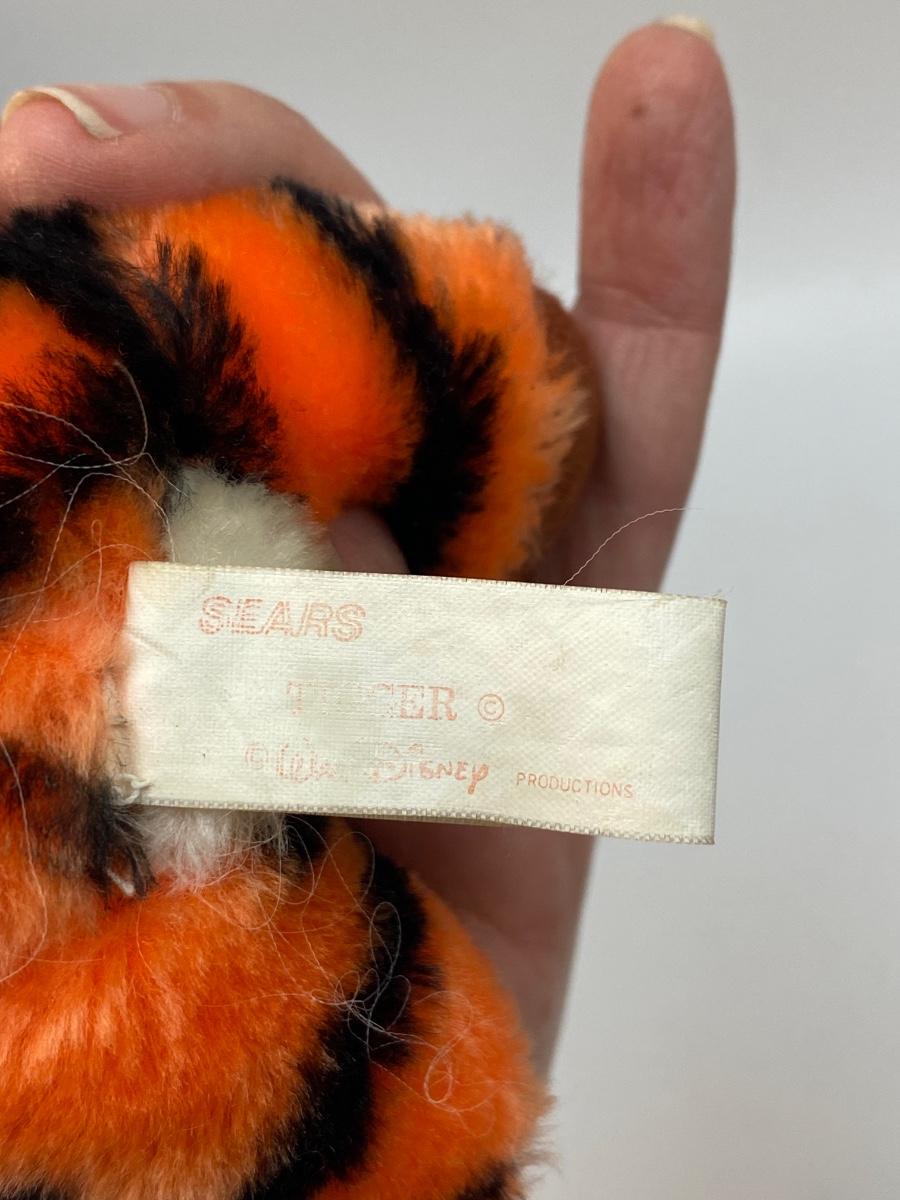 SEARS
TIGGER ©
© Walt Disney PRODUCTIONS